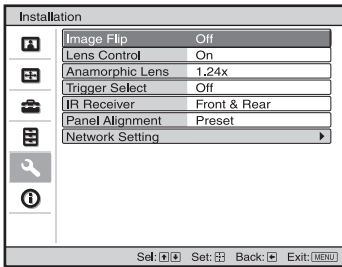 Installation
Image Flip Off
Lens Control On
Anamorphic Lens 1.24x
Trigger Select Off
IR Receiver Front & Rear
Panel Alignment Preset
Network Setting
Sel: Set: Back: Exit: MENU